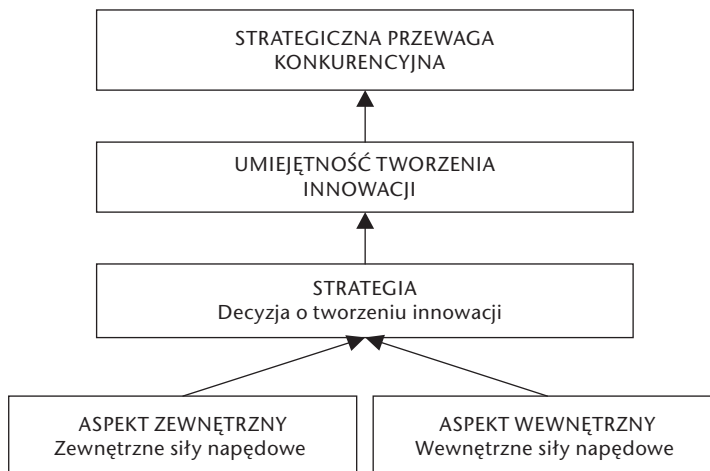 STRATEGICZNA PRZEWAGA
KONKURENCYJNA
UMIEJĘTNOŚĆ TWORZENIA
INNOWACJI
STRATEGIA
Decyzja o tworzeniu innowacji
ASPEKT ZEWNĘTRZNY
Zewnętrzne siły napędowe
ASPEKT WEWNĘTRZNY
Wewnętrzne siły napędowe